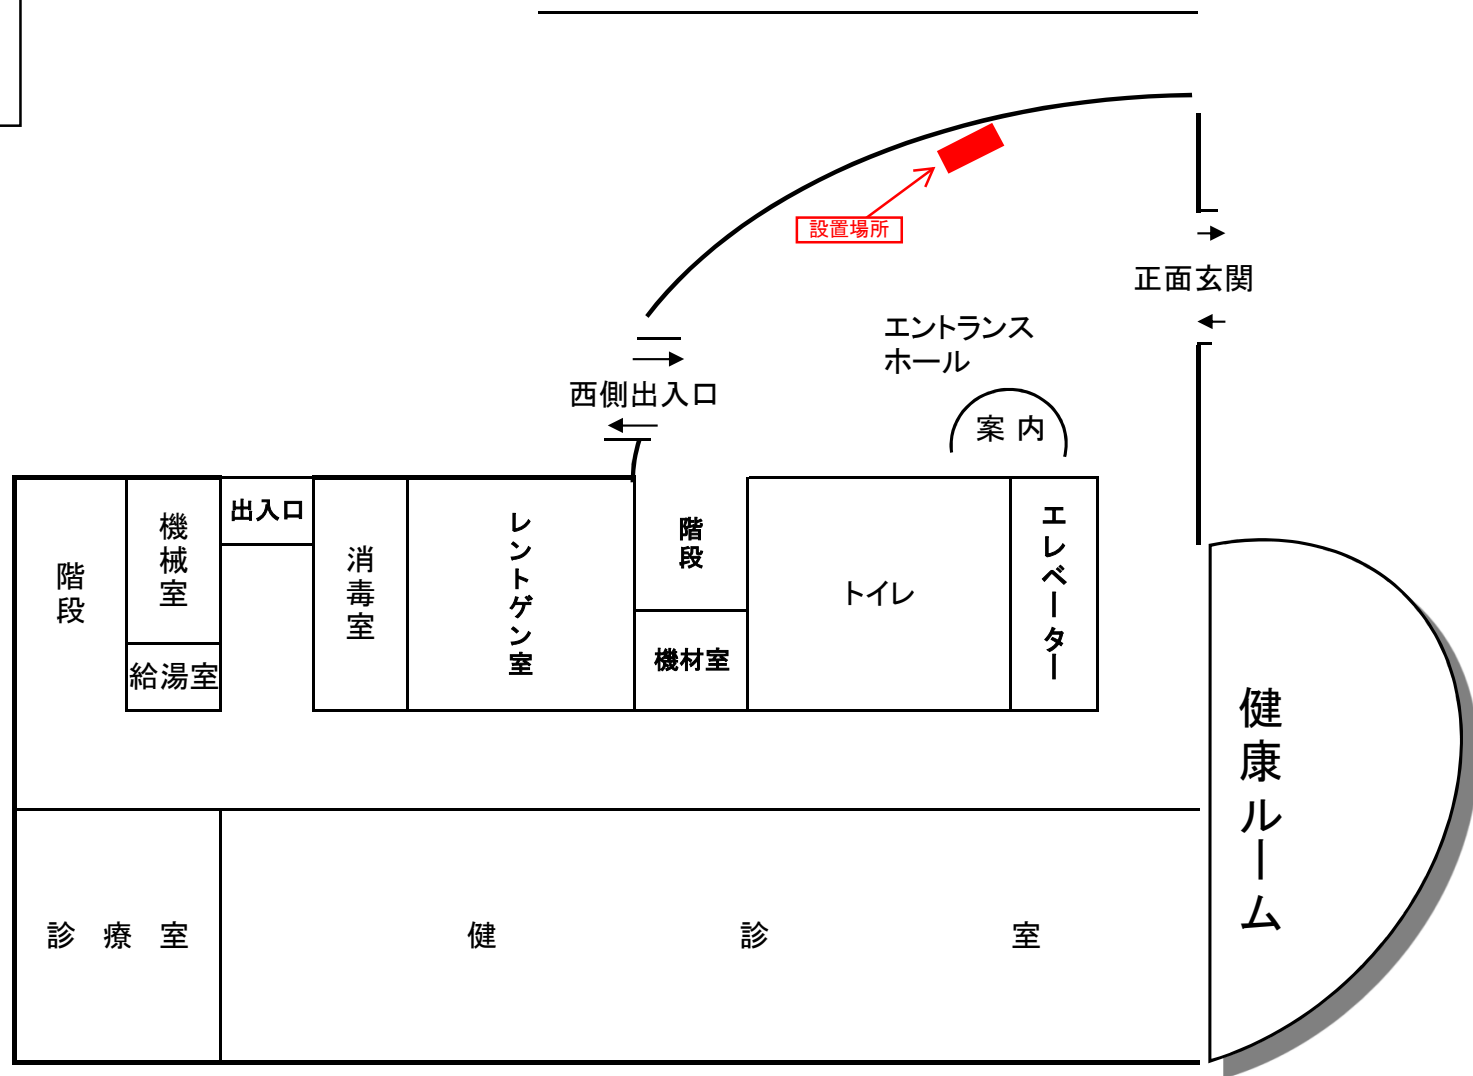 設置場所
正面玄関
エントランス
ホール
西側出入口
案 内
出入口
機械室
階段
給湯室
消毒室
レントゲン室
階段
機材室
トイレ
エレベーター
健康ルーム
診 療 室
健 診 室